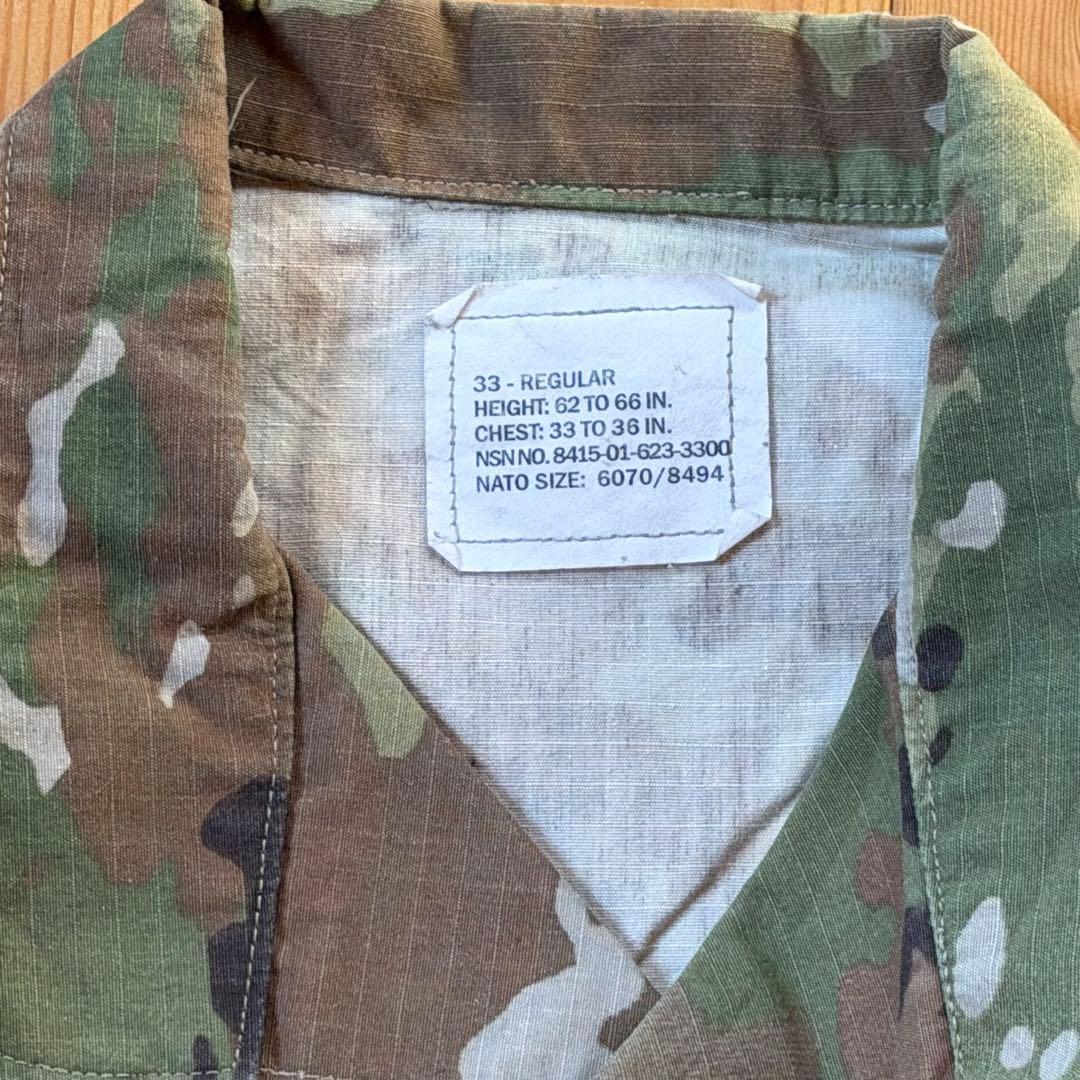 33 - REGULAR
HEIGHT: 62 TO 66 IN.
CHEST: 33 TO 36 IN.
NSN NO. 8415-01-623-3300
NATO SIZE: 6070/8494